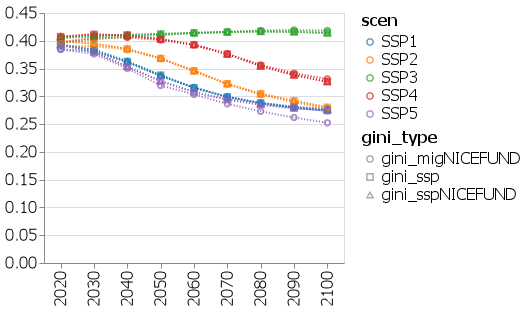 0.45
0.40
0.35
0.30
0.25
0.20
0.15
0.10
0.05
0.00
2020
2030
2040
2050
2060
2070
2080
2090
2100
scen
SSP1
SSP2
SSP3
SSP4
SSP5
gini_type
gini_migNICEFUND
gini_ssp
gini_sspNICEFUND